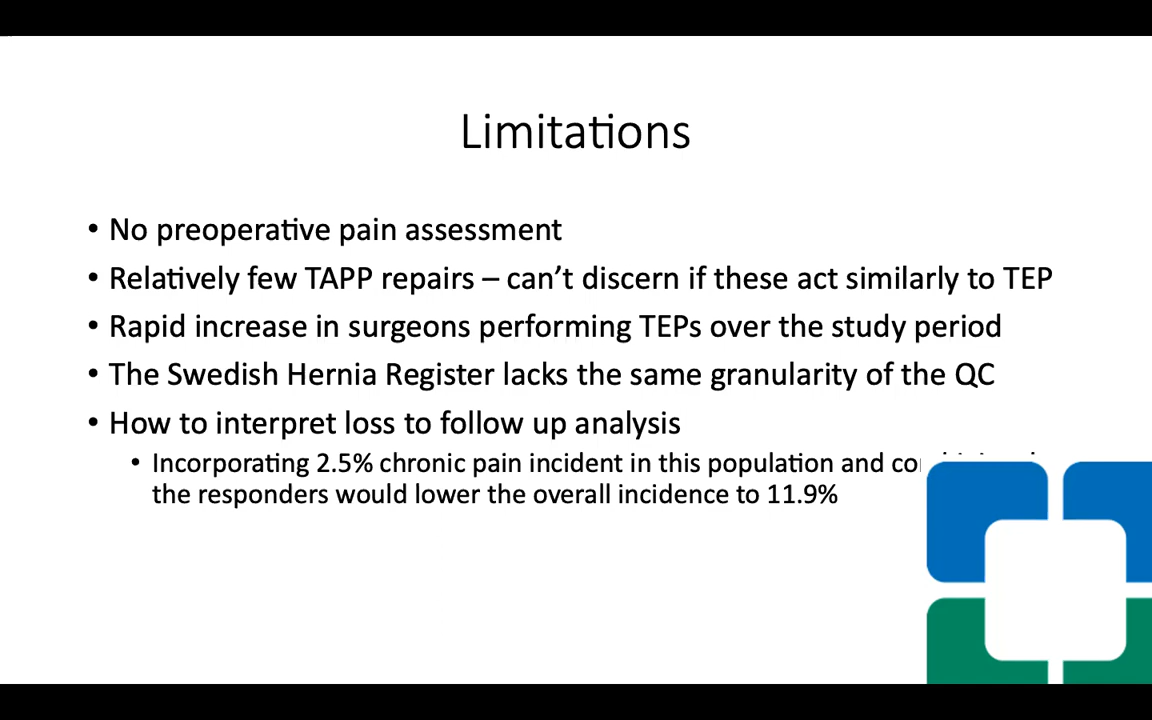 Limitations
• No preoperative pain assessment
• Relatively few TAPP repairs – can’t discern if these act similarly to TEP
• Rapid increase in surgeons performing TEPs over the study period
• The Swedish Hernia Register lacks the same granularity of the QC
• How to interpret loss to follow up analysis
• Incorporating 2.5% chronic pain incident in this population and
the responders would lower the overall incidence to 11.9%